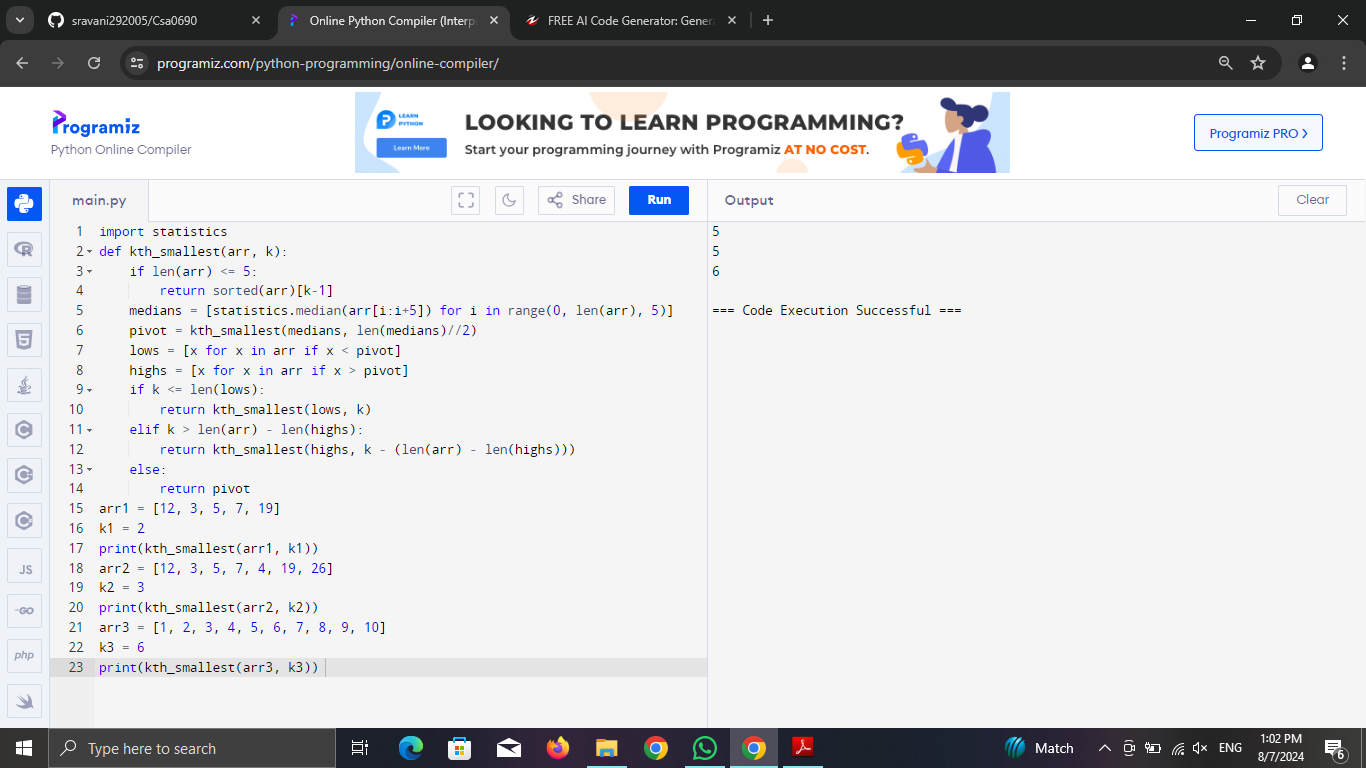 sravani292005/Csa0690
Online Python Compiler (Interp
FREE AI Code Generator: Genera
programiz.com/python-programming/online-compiler/
Programiz
Python Online Compiler
LEARN
PYTHON
Learn More
LOOKING TO LEARN PROGRAMMING?
Start your programming journey with Programiz AT NO COST.
Programiz PRO >
main.py
Share
Run
Output
Clear
1 import statistics
2 def kth_smallest(arr, k):
3     if len(arr) <= 5:
4         return sorted(arr)[k-1]
5     medians = [statistics.median(arr[i:i+5]) for i in range(0, len(arr), 5)]
6     pivot = kth_smallest(medians, len(medians)//2)
7     lows = [x for x in arr if x < pivot]
8     highs = [x for x in arr if x > pivot]
9     if k <= len(lows):
10         return kth_smallest(lows, k)
11     elif k > len(arr) - len(highs):
12         return kth_smallest(highs, k - (len(arr) - len(highs)))
13     else:
14         return pivot
15 arr1 = [12, 3, 5, 7, 19]
16 k1 = 2
17 print(kth_smallest(arr1, k1))
18 arr2 = [12, 3, 5, 7, 4, 19, 26]
19 k2 = 3
20 print(kth_smallest(arr2, k2))
21 arr3 = [1, 2, 3, 4, 5, 6, 7, 8, 9, 10]
22 k3 = 6
23 print(kth_smallest(arr3, k3))
5
5
6
=== Code Execution Successful ===
JS
GO
php
Type here to search
Match
ENG
1:02 PM
8/7/2024
6